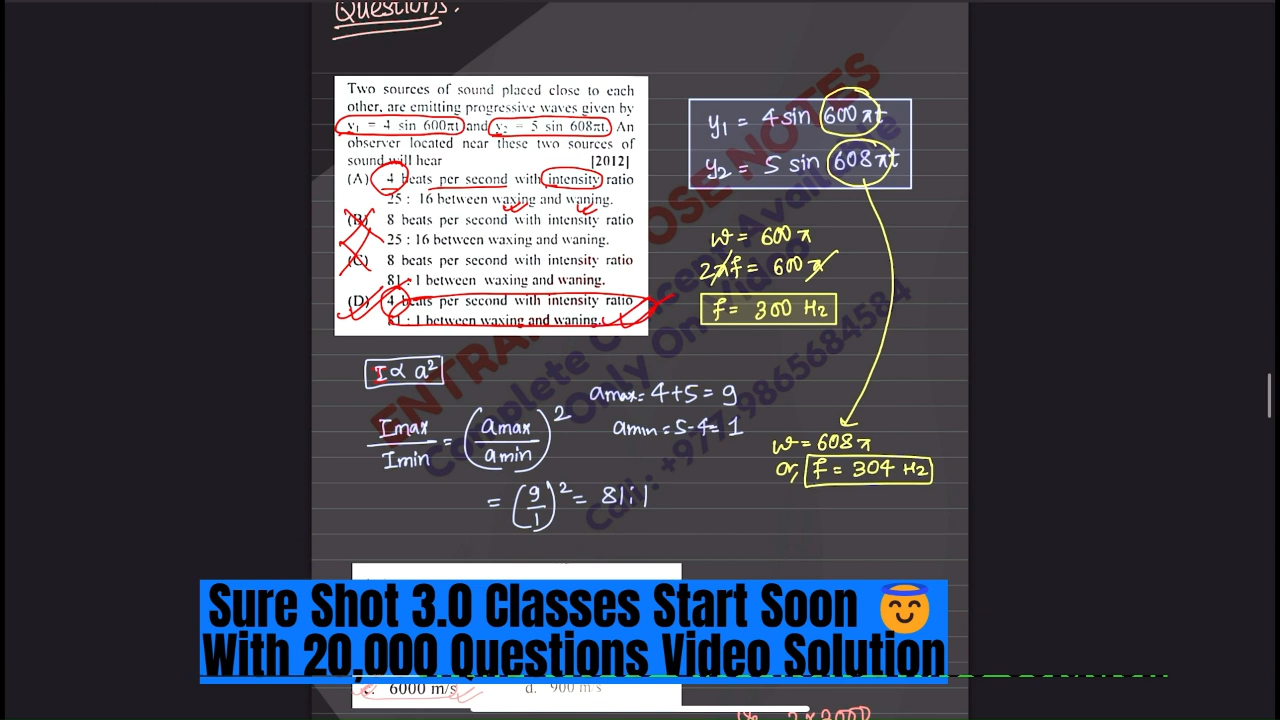 Questions.
Two sources of sound placed close to each
other, are emitting progressive waves given by
y₁ = 4 sin 600πt and y₂ = 5 sin 608πt. An
observer located near these two sources of
sound will hear [2012]
(A) 4 beats per second with intensity ratio
25 : 16 between waxing and waning.
(B) 8 beats per second with intensity ratio
25 : 16 between waxing and waning.
(C) 8 beats per second with intensity ratio
81 : 1 between waxing and waning.
(D) 4 beats per second with intensity ratio
81 : 1 between waxing and waning.
y₁ = 4 sin 600πt
y₂ = 5 sin 608πt
w = 600π
2πf = 600π
f = 300 Hz
w = 608π
or, f = 304 Hz
I ∝ a²
amax = 4+5 = 9
amin = 5-4 = 1
Imax/Imin = (amax/amin)²
= (9/1)² = 81:1
Only On Video
Call : +977 9865684584
Sure Shot 3.0 Classes Start Soon 😇
With 20,000 Questions Video Solution
6000 m/s d. 900 m/s